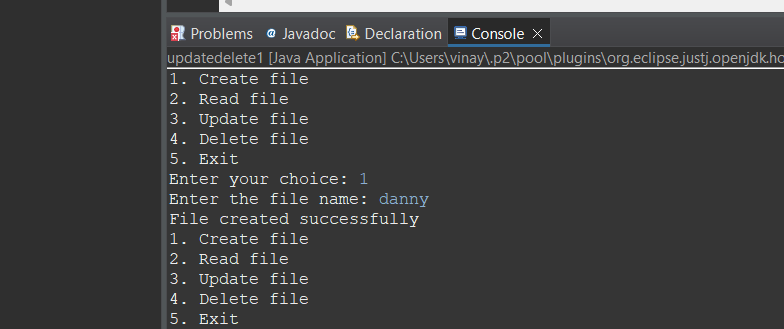 Problems Javadoc Declaration Console
updatedelete1 [Java Application] C:\Users\vinay\.p2\pool\plugins\org.eclipse.justj.openjdk.ho
1. Create file
2. Read file
3. Update file
4. Delete file
5. Exit
Enter your choice: 1
Enter the file name: danny
File created successfully
1. Create file
2. Read file
3. Update file
4. Delete file
5. Exit